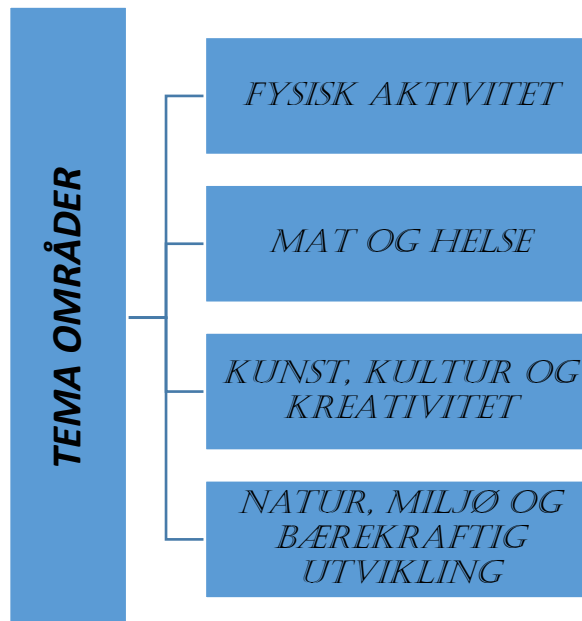 TEMA OMRÅDER
FYSISK AKTIVITET
MAT OG HELSE
KUNST, KULTUR OG
KREATIVITET
NATUR, MILJØ OG
BÆREKRAFTIG
UTVIKLING